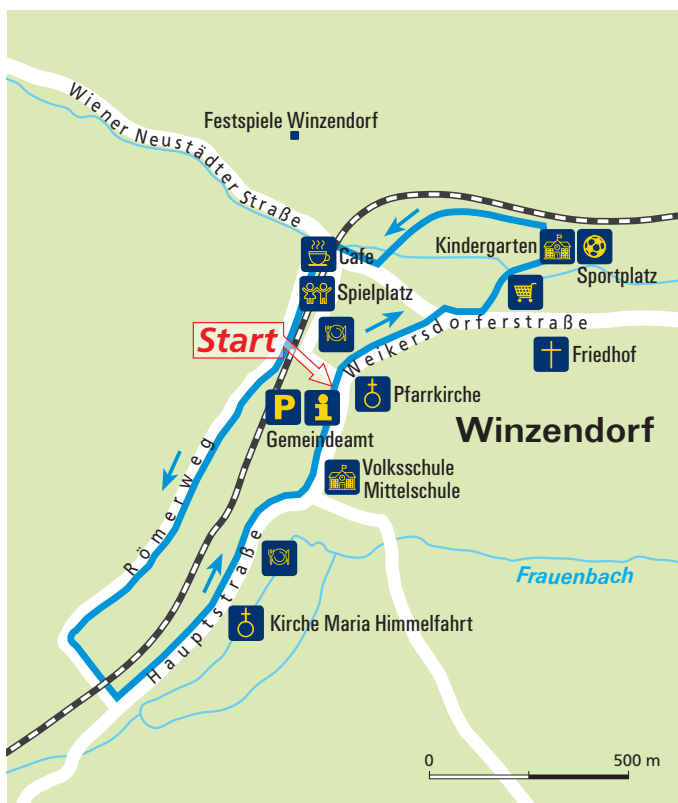 Wiener Neustädter Straße
Festspiele Winzendorf
Kindergarten
Cafe
Sportplatz
Spielplatz
Weikersdorferstraße
Start
Friedhof
Pfarrkirche
P
i
Gemeindeamt
Winzendorf
Volksschule
Mittelschule
Römerweg
Hauptstraße
Frauenbach
Kirche Maria Himmelfahrt
0 500 m